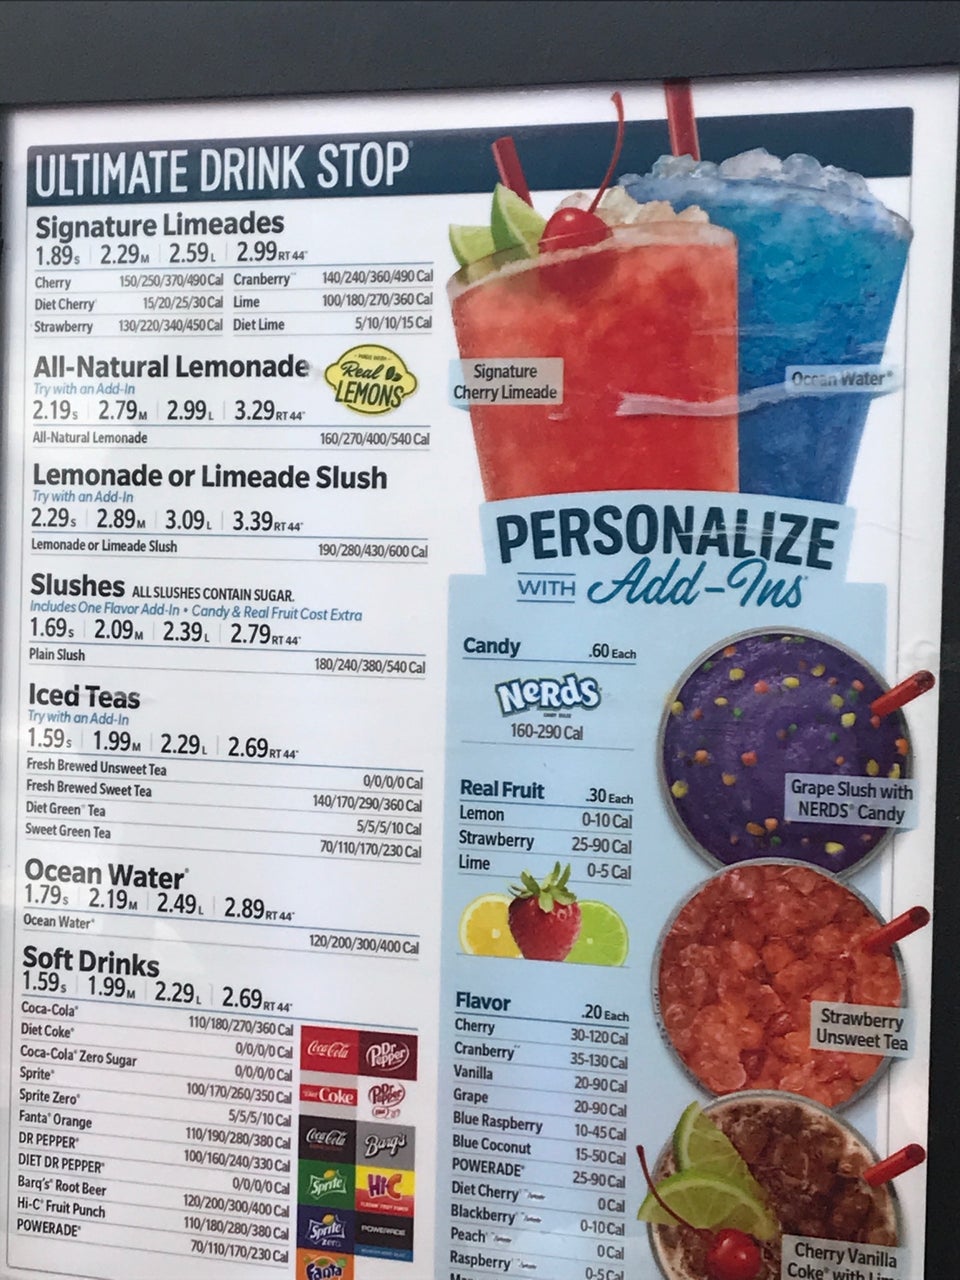 ULTIMATE DRINK STOP®
Signature Limeades
1.89S 2.29M 2.59L 2.99RT 44
Cherry 150/250/370/490 Cal Cranberry 140/240/360/490 Cal
Diet Cherry 15/20/25/30 Cal Lime 100/180/270/360 Cal
Strawberry 130/220/340/450 Cal Diet Lime 5/10/10/15 Cal
All-Natural Lemonade
Try with an Add-In
2.19S 2.79M 2.99L 3.29RT 44
All-Natural Lemonade 160/270/400/540 Cal
Real
LEMONS
Lemonade or Limeade Slush
Try with an Add-In
2.29S 2.89M 3.09L 3.39RT 44
Lemonade or Limeade Slush 190/280/430/600 Cal
Slushes ALL SLUSHES CONTAIN SUGAR.
Includes One Flavor Add-In • Candy & Real Fruit Cost Extra
1.69S 2.09M 2.39L 2.79RT 44
Plain Slush 180/240/380/540 Cal
Iced Teas
Try with an Add-In
1.59S 1.99M 2.29L 2.69RT 44
Fresh Brewed Unsweet Tea 0/0/0/0 Cal
Fresh Brewed Sweet Tea 140/170/290/360 Cal
Diet Green Tea 5/5/5/10 Cal
Sweet Green Tea 70/110/170/230 Cal
Ocean Water®
1.79S 2.19M 2.49L 2.89RT 44
Ocean Water® 120/200/300/400 Cal
Soft Drinks
1.59S 1.99M 2.29L 2.69RT 44
Coca-Cola® 110/180/270/360 Cal
Diet Coke® 0/0/0/0 Cal
Coca-Cola® Zero Sugar 0/0/0/0 Cal
Sprite® 100/170/260/350 Cal
Sprite Zero® 5/5/5/10 Cal
Fanta® Orange 110/190/280/380 Cal
DR PEPPER® 100/160/240/330 Cal
DIET DR PEPPER® 0/0/0/0 Cal
Barq's® Root Beer 120/200/300/400 Cal
Hi-C® Fruit Punch 110/180/280/380 Cal
POWERADE® 70/110/170/230 Cal
Coca-Cola
Dr Pepper
Diet Coke
Dr Pepper
Coca-Cola
Barq's
Sprite
Hi-C
Sprite
zero
POWERADE
Fanta
Signature
Cherry Limeade
Ocean Water®
PERSONALIZE
WITH Add-Ins
Candy .60 Each
NeRds
160-290 Cal
Real Fruit .30 Each
Lemon 0-10 Cal
Strawberry 25-90 Cal
Lime 0-5 Cal
Flavor .20 Each
Cherry 30-120 Cal
Cranberry 35-130 Cal
Vanilla 20-90 Cal
Grape 20-90 Cal
Blue Raspberry 10-45 Cal
Blue Coconut 15-50 Cal
POWERADE® 25-90 Cal
Diet Cherry 0 Cal
Blackberry 0-10 Cal
Peach 0 Cal
Raspberry 0-5 Cal
Grape Slush with
NERDS® Candy
Strawberry
Unsweet Tea
Cherry Vanilla
Coke® with